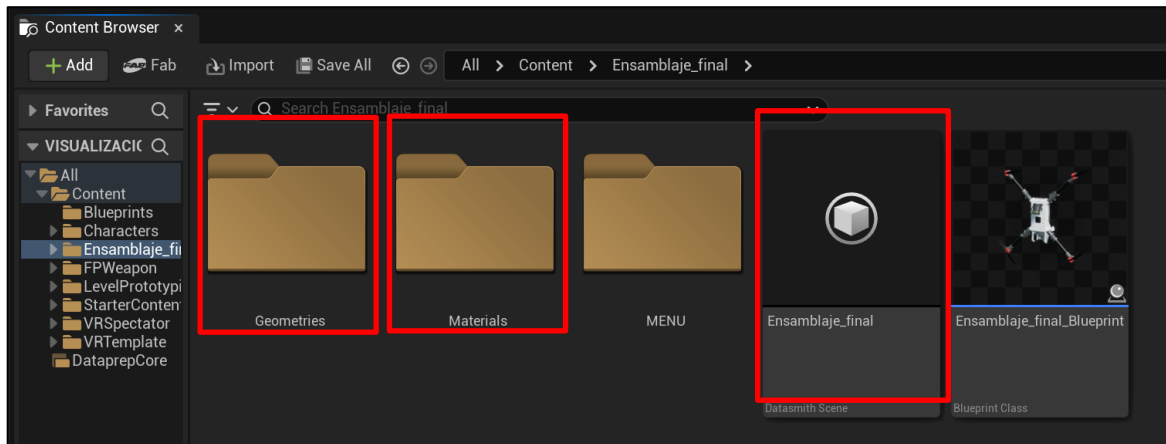 Content Browser
Add Fab Import Save All All > Content > Ensamblaje_final >
Favorites
Search Ensamblaje_final
VISUALIZACI
All
Content
Blueprints
Characters
Ensamblaje_fi
FPWeapon
LevelPrototypi
StarterConten
VRSpectator
VRTemplate
DataprepCore
Geometries
Materials
MENU
Ensamblaje_final
Datasmith Scene
Ensamblaje_final_Blueprint
Blueprint Class